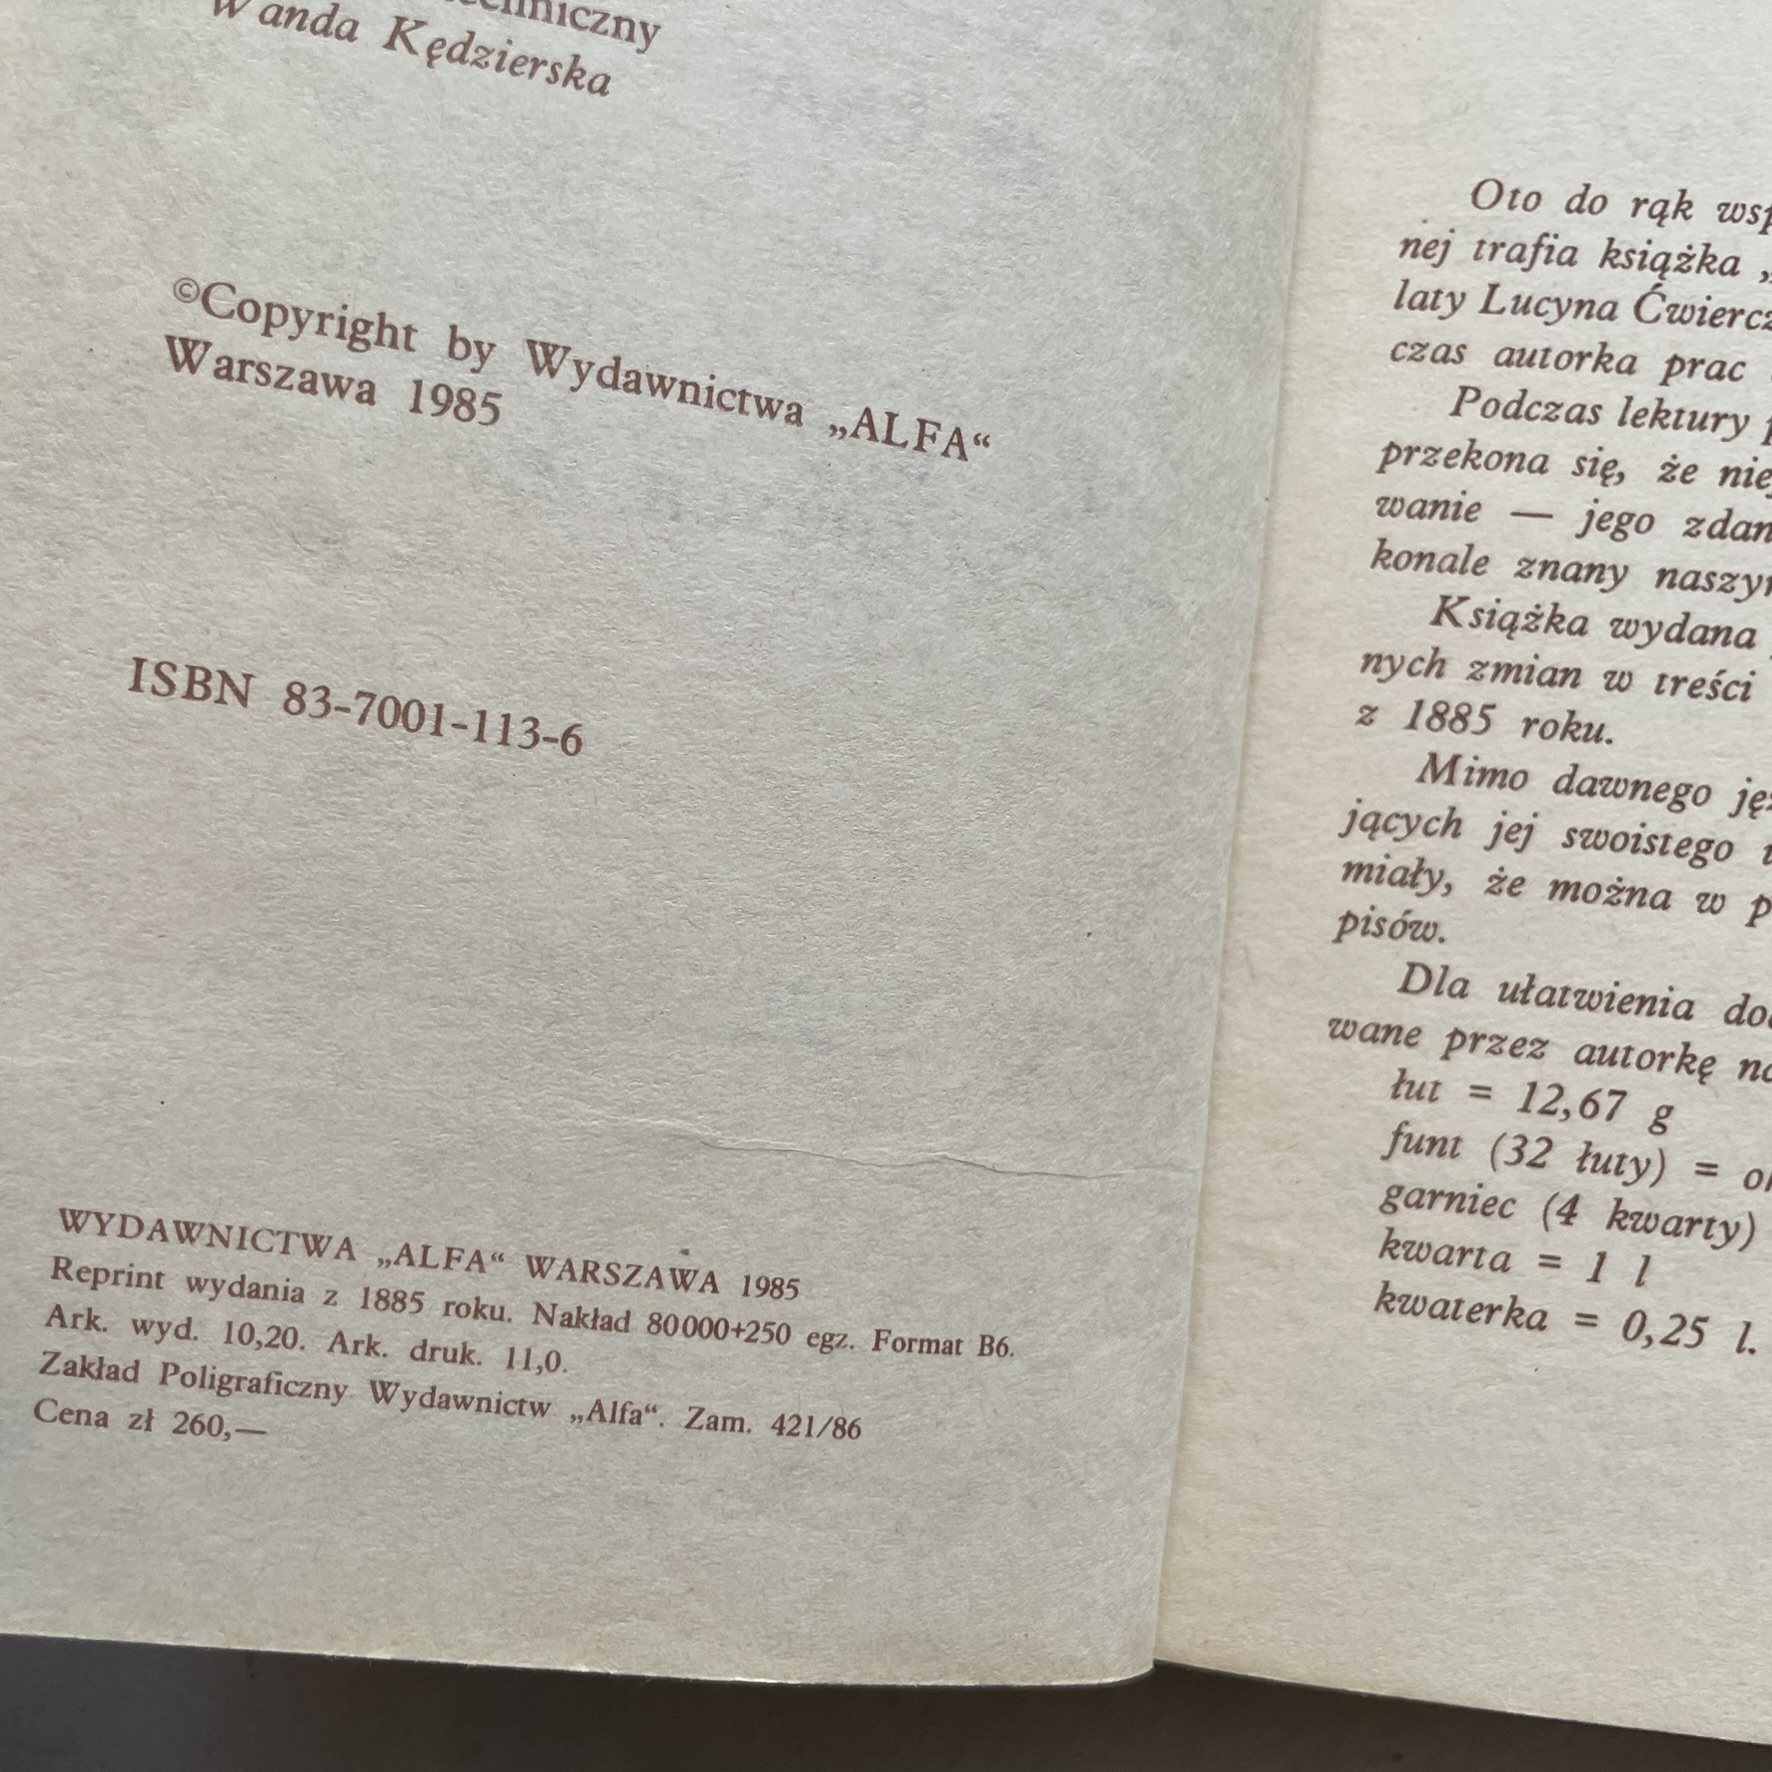 Wanda Kędzierska
©Copyright by Wydawnictwa „ALFA“
Warszawa 1985
ISBN 83-7001-113-6
WYDAWNICTWA „ALFA“ WARSZAWA 1985
Reprint wydania z 1885 roku. Nakład 80000+250 egz. Format B6.
Ark. wyd. 10,20. Ark. druk. 11,0.
Zakład Poligraficzny Wydawnictw „Alfa“. Zam. 421/86
Cena zł 260,—
Oto do rąk
nej trafia książka
laty Lucyna
czas autorka prac
Podczas lektury
przekona się, że
wanie — jego
konale znany
Książka wydana
nych zmian w treści
z 1885 roku.
Mimo dawnego
jących jej swoistego
miały, że można w
pisów.
Dla ułatwienia
wane przez autorkę
łut = 12,67 g
funt (32 łuty) =
garniec (4 kwarty)
kwarta = 1 l
kwaterka = 0,25 l.